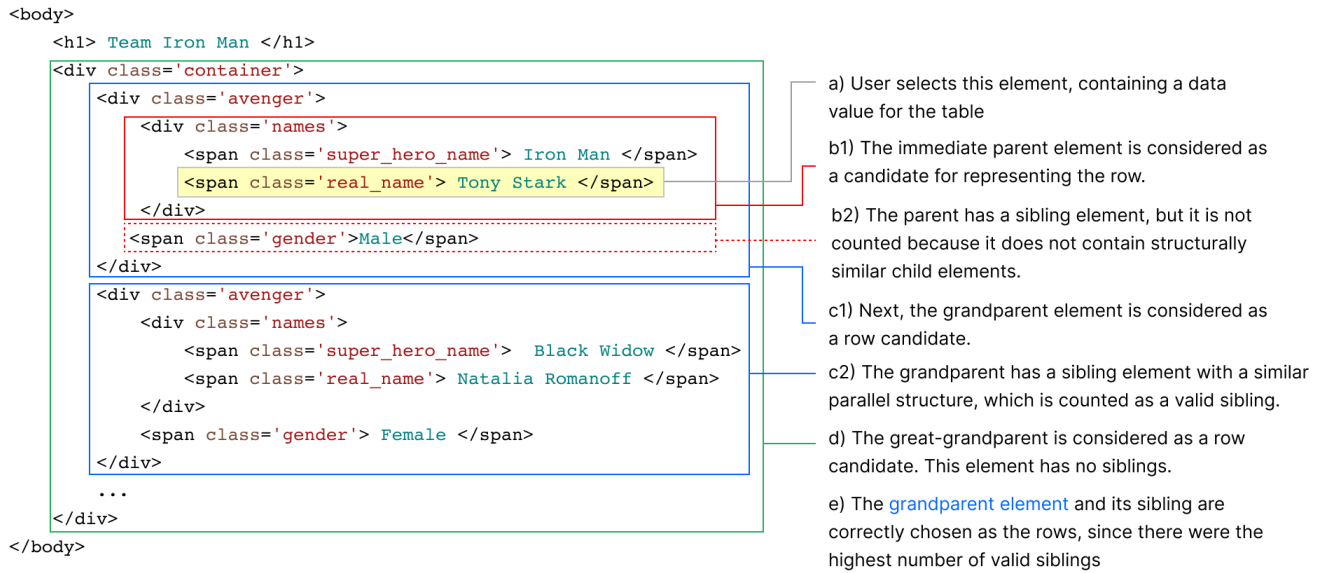 <body>
<h1> Team Iron Man </h1>
<div class='container'>
<div class='avenger'>
<div class='names'>
<span class='super_hero_name'> Iron Man </span>
<span class='real_name'> Tony Stark </span>
</div>
<span class='gender'>Male</span>
</div>
<div class='avenger'>
<div class='names'>
<span class='super_hero_name'> Black Widow </span>
<span class='real_name'> Natalia Romanoff </span>
</div>
<span class='gender'> Female </span>
</div>
...
</div>
</body>
a) User selects this element, containing a data
value for the table
b1) The immediate parent element is considered as
a candidate for representing the row.
b2) The parent has a sibling element, but it is not
counted because it does not contain structurally
similar child elements.
c1) Next, the grandparent element is considered as
a row candidate.
c2) The grandparent has a sibling element with a similar
parallel structure, which is counted as a valid sibling.
d) The great-grandparent is considered as a row
candidate. This element has no siblings.
e) The grandparent element and its sibling are
correctly chosen as the rows, since there were the
highest number of valid siblings